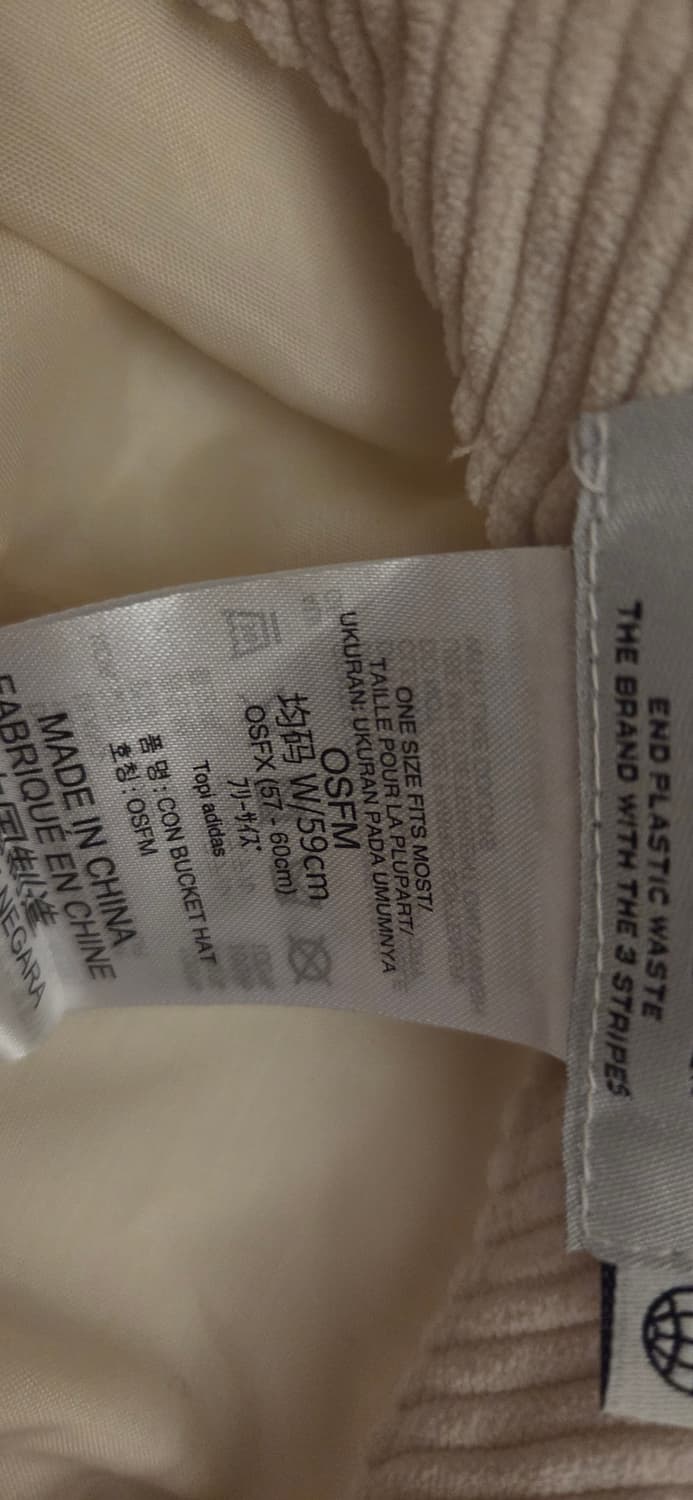 END PLASTIC WASTE
THE BRAND WITH THE 3 STRIPES
ONE SIZE FITS MOST/
TAILLE POUR LA PLUPART/
UKURAN: UKURAN PADA UMUMNYA
OSFM
均码 W/59cm
OSFX (57 - 60cm)
フリーサイズ
Topi adidas
품 명 : CON BUCKET HAT
호칭 : OSFM
MADE IN CHINA
FABRIQUÉ EN CHINE
NEGARA